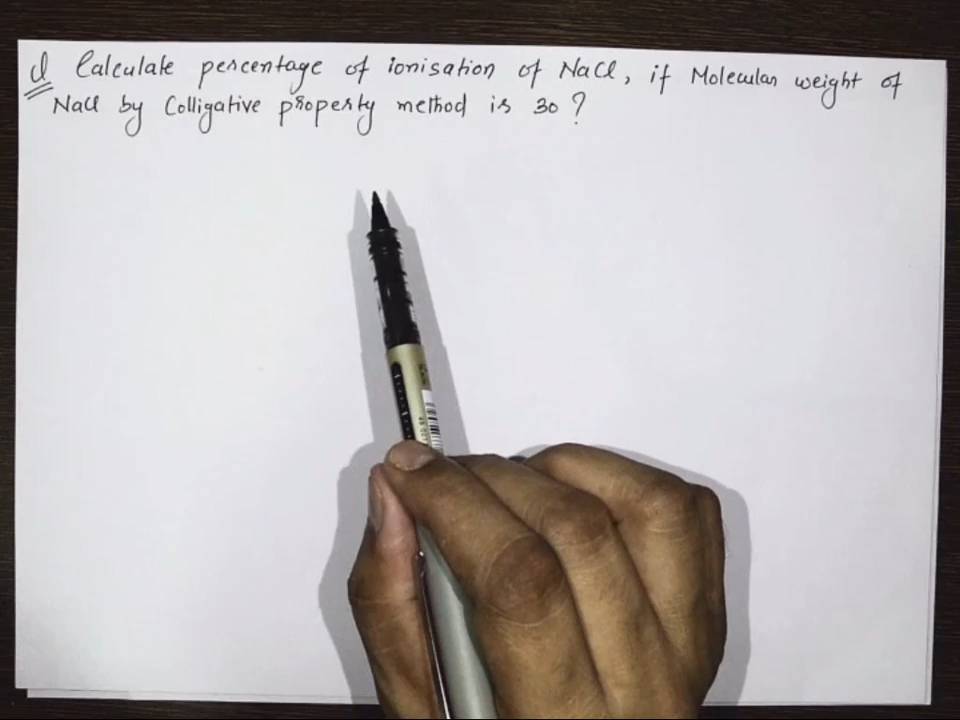 Q Calculate percentage of ionisation of NaCl, if Molecular weight of
NaCl by Colligative property method is 30 ?